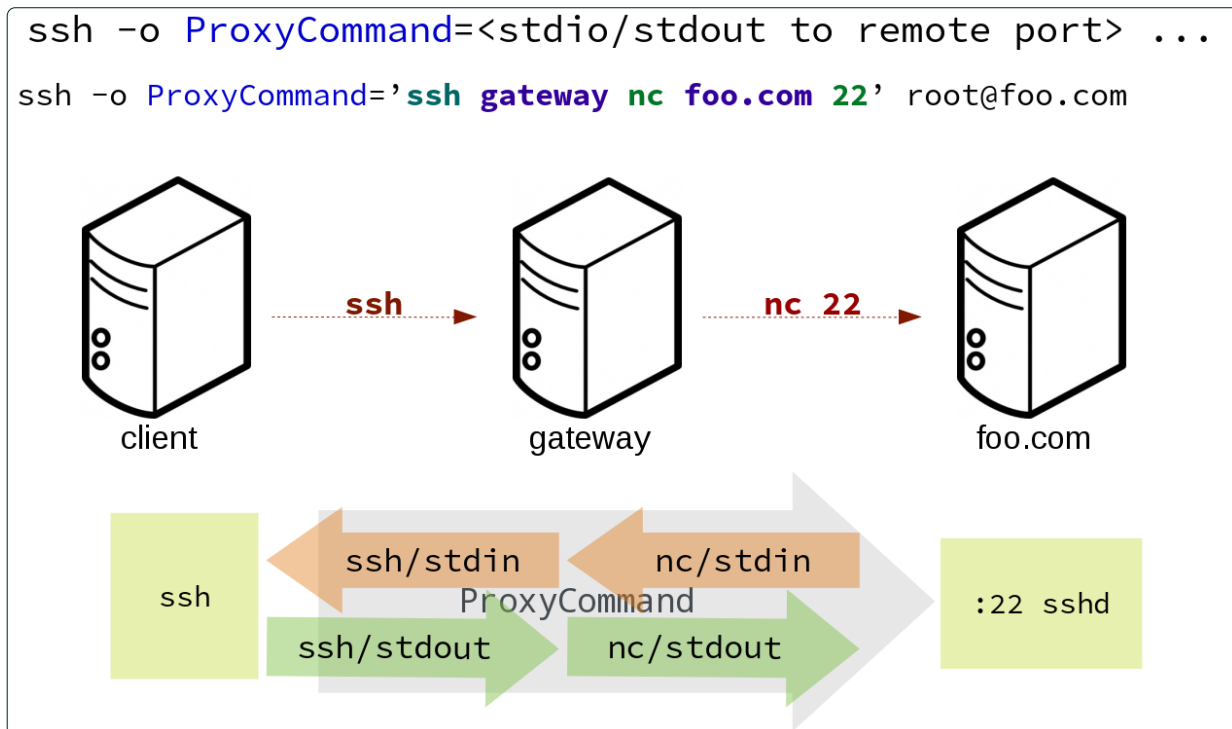 ssh -o ProxyCommand=<stdio/stdout to remote port> ...
ssh -o ProxyCommand=’ssh gateway nc foo.com 22’ root@foo.com
ssh
nc 22
client
gateway
foo.com
ssh/stdin
nc/stdin
ssh
ProxyCommand
:22 sshd
ssh/stdout
nc/stdout